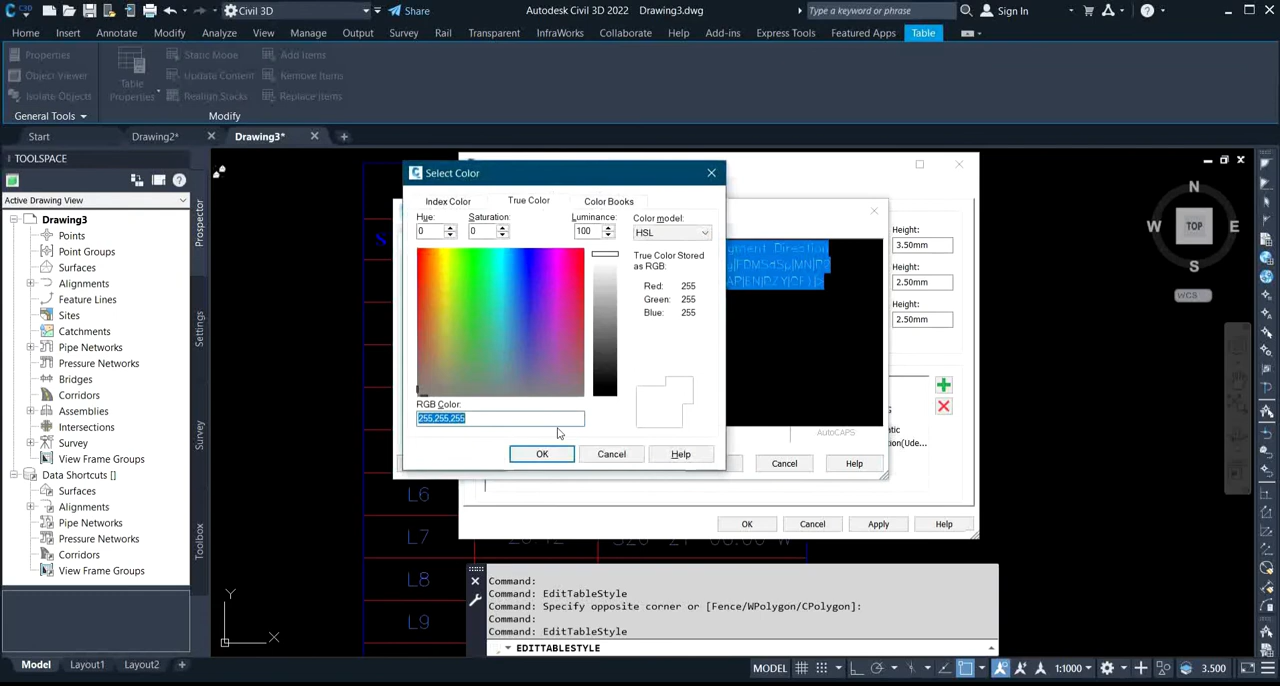 C3D Civil 3D Share Autodesk Civil 3D 2022 Drawing3.dwg Type a keyword or phrase Sign In
Home Insert Annotate Modify Analyze View Manage Output Survey Rail Transparent InfraWorks Collaborate Help Add-ins Express Tools Featured Apps Table
Properties
Object Viewer
Isolate Objects
Table
Properties
Static Mode
Update Content
Realign Stacks
Add Items
Remove Items
Replace Items
General Tools Modify
Start Drawing2* Drawing3*
TOOLSPACE
Active Drawing View
Drawing3
Points
Point Groups
Surfaces
Alignments
Feature Lines
Sites
Catchments
Pipe Networks
Pressure Networks
Bridges
Corridors
Assemblies
Intersections
Survey
View Frame Groups
Data Shortcuts []
Surfaces
Alignments
Pipe Networks
Pressure Networks
Corridors
View Frame Groups
Prospector
Settings
Survey
Toolbox
Select Color
Index Color True Color Color Books
Hue: Saturation: Luminance: Color model:
0 0 100 HSL
True Color Stored
as RGB:
Red: 255
Green: 255
Blue: 255
RGB Color:
255,255,255
OK Cancel Help
gment Direction
AutoCAPS
Cancel Help
Height:
3.50mm
Height:
2.50mm
Height:
2.50mm
OK Cancel Apply Help
N
W TOP E
S
WCS
S
L6
L7
L8
L9
Y
X
Command:
Command: EditTableStyle
Command: Specify opposite corner or [Fence/WPolygon/CPolygon]:
Command:
Command: EditTableStyle
EDITTABLESTYLE
Model Layout1 Layout2 MODEL 1:1000 3.500